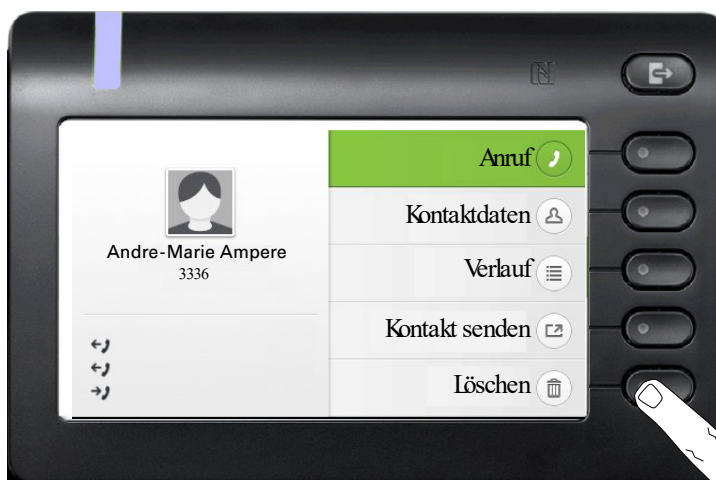 Anruf
Kontaktdaten
Andre-Marie Ampere
3336
Verlauf
Kontakt senden
Löschen